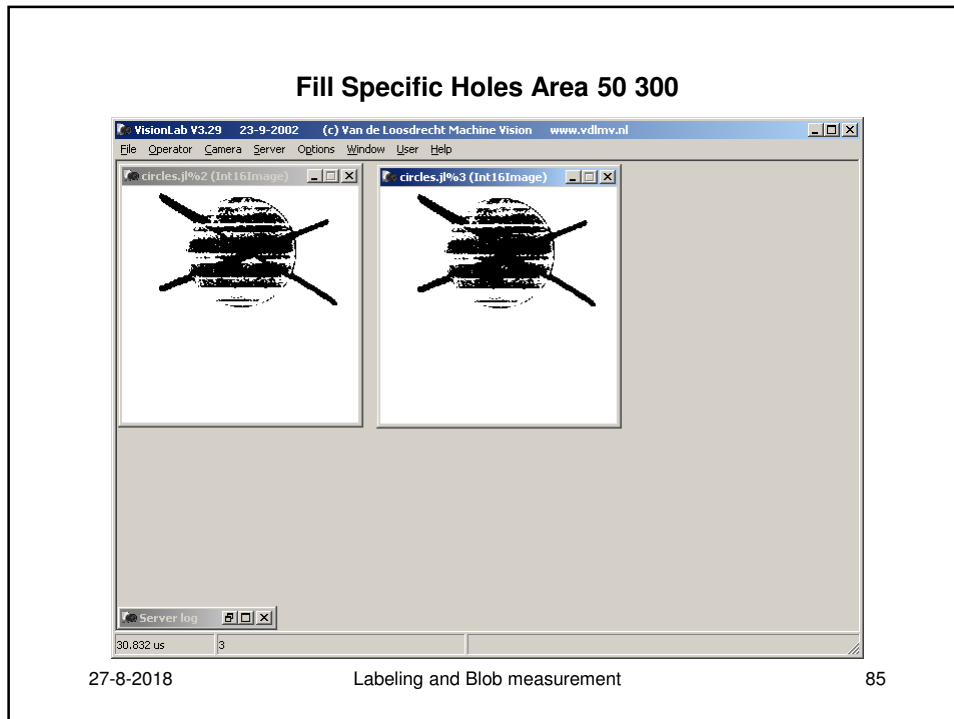 Fill Specific Holes Area 50 300
VisionLab V3.29 23-9-2002 (c) Van de Loosdrecht Machine Vision www.vdlmv.nl
File Operator Camera Server Options Window User Help
circles.jl%2 (Int16Image)
circles.jl%3 (Int16Image)
Server log
30.832 us 3
27-8-2018 Labeling and Blob measurement 85